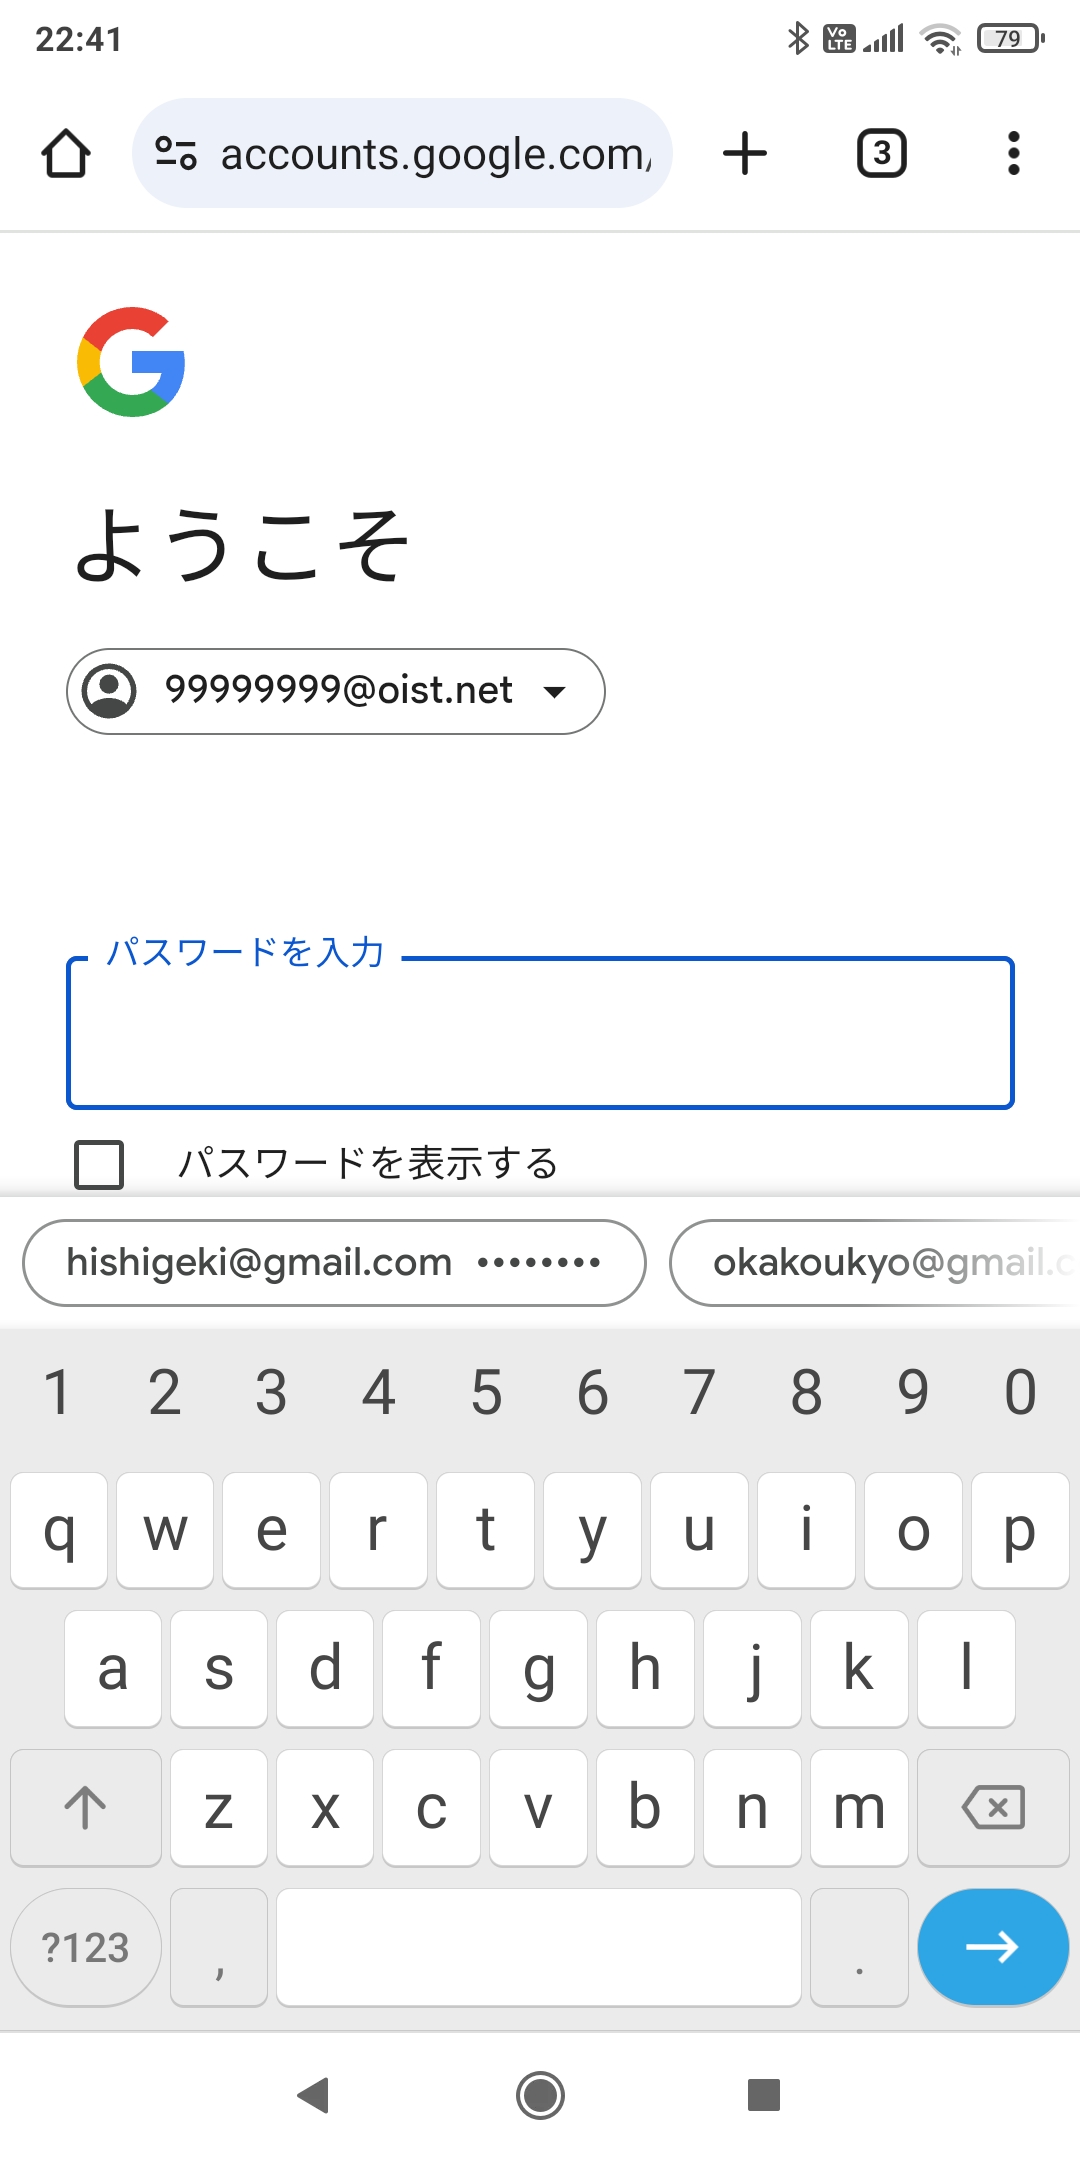 22:41
Vo LTE
79
accounts.google.com/
3
ようこそ
99999999@oist.net
パスワードを入力
パスワードを表示する
hishigeki@gmail.com ••••••••
okakoukyo@gmail.c
1 2 3 4 5 6 7 8 9 0
q w e r t y u i o p
a s d f g h j k l
z x c v b n m
?123 , .